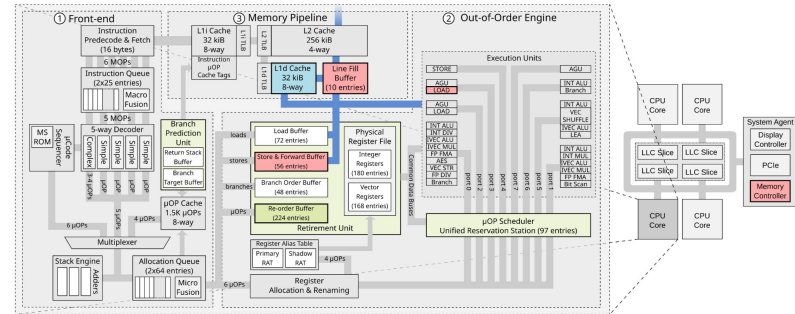 ① Front-end
Instruction
Predecode & Fetch
(16 bytes)
6 MOPs
Instruction Queue
(2x25 entries)
Macro
Fusion
5 MOPs
5-way Decoder
MS
ROM
μCode
Sequencer
Complex
Simple
Simple
Simple
Simple
3-4 μOPs
μOP
μOP
μOP
Branch
Prediction
Unit
Return Stack
Buffer
Branch
Target Buffer
μOP Cache
1.5K μOPs
8-way
6 μOPs
5 μOPs
4 μOPs
Multiplexer
Stack Engine
Adders
Allocation Queue
(2x64 entries)
Micro
Fusion
6 μOPs
③ Memory Pipeline
L1i Cache
32 kiB
8-way
L1i TLB
L2 TLB
L2 Cache
256 kiB
4-way
Instruction
μOP
Cache Tags
L1d TLB
L1d Cache
32 kiB
8-way
Line Fill
Buffer
(10 entries)
loads
stores
branches
μOPs
Load Buffer
(72 entries)
Store & Forward Buffer
(56 entries)
Branch Order Buffer
(48 entries)
Re-order Buffer
(224 entries)
Physical
Register File
Integer
Registers
(180 entries)
Vector
Registers
(168 entries)
Retirement Unit
Register Alias Table
Primary
RAT
Shadow
RAT
4 μOPs
Register
Allocation & Renaming
② Out-of-Order Engine
Execution Units
STORE
AGU
LOAD
AGU
LOAD
INT ALU
INT DIV
IVEC ALU
IVEC MUL
FP FMA
AES
VEC STR
FP DIV
Branch
AGU
INT ALU
Branch
INT ALU
VEC
SHUFFLE
IVEC ALU
LEA
INT ALU
INT MUL
IVEC ALU
IVEC MUL
FP FMA
Bit Scan
port 0
port 1
port 2
port 3
port 4
port 5
port 6
port 7
Common Data Buses
μOP Scheduler
Unified Reservation Station (97 entries)
CPU
Core
CPU
Core
LLC Slice
LLC Slice
LLC Slice
LLC Slice
CPU
Core
CPU
Core
System Agent
Display
Controller
PCIe
Memory
Controller